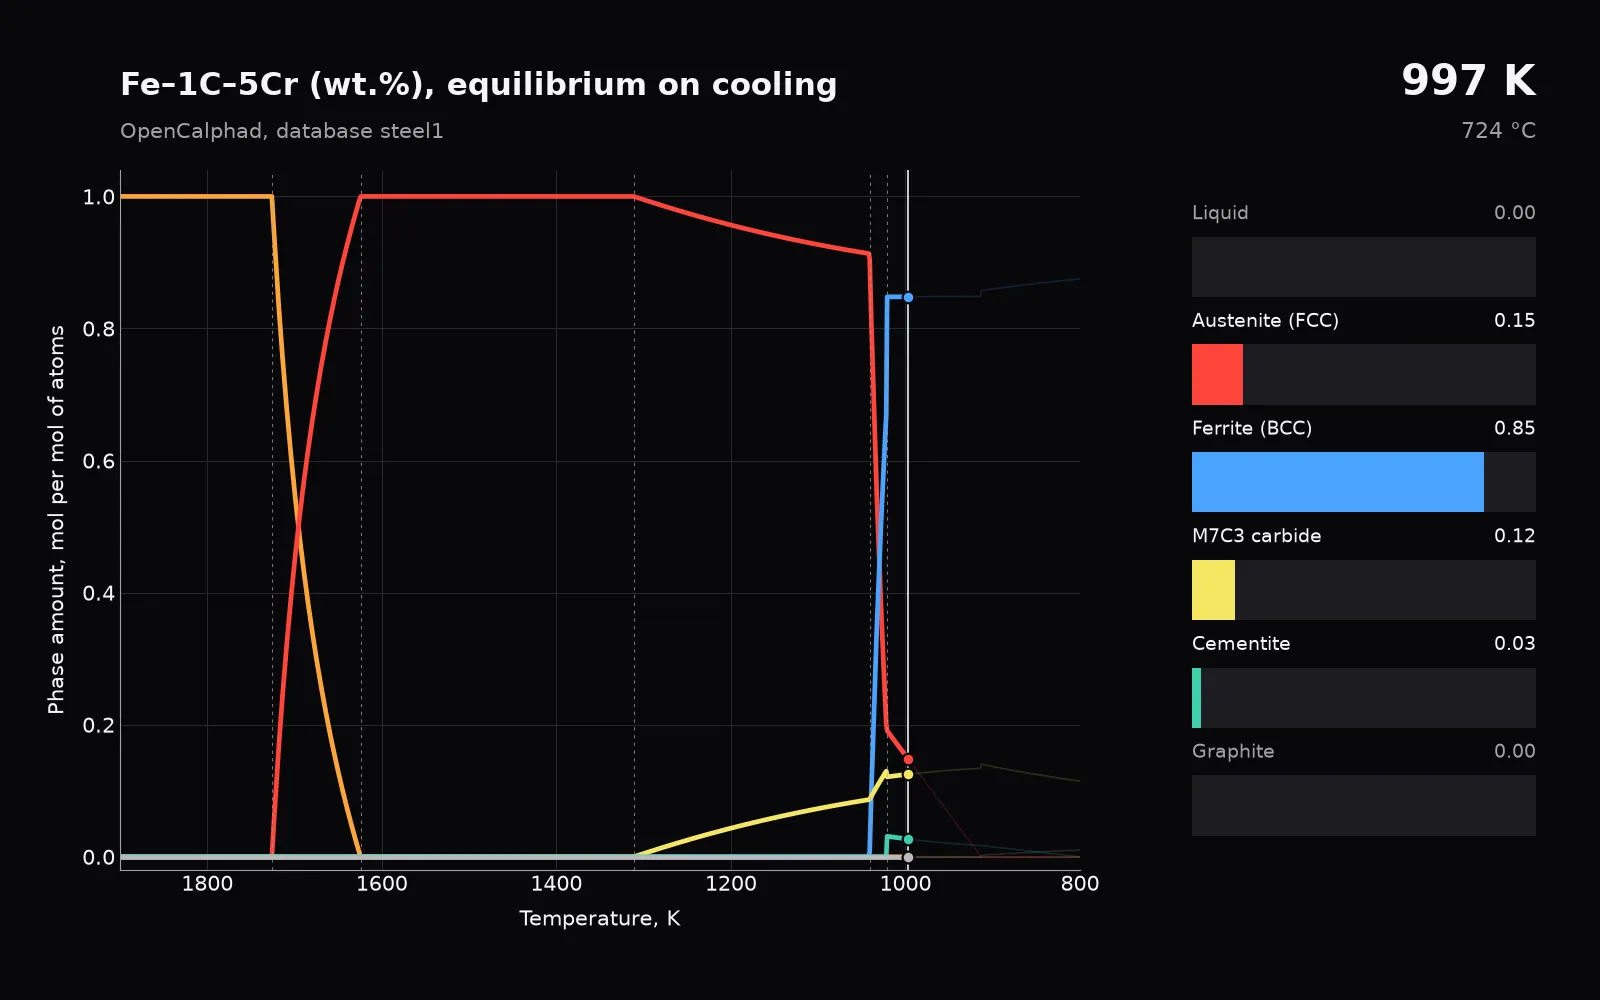 Fe–1C–5Cr (wt.%), equilibrium on cooling
OpenCalphad, database steel1
997 K
724 °C
Phase amount, mol per mol of atoms
1.0
0.8
0.6
0.4
0.2
0.0
1800
1600
1400
1200
1000
800
Temperature, K
Liquid 0.00
Austenite (FCC) 0.15
Ferrite (BCC) 0.85
M7C3 carbide 0.12
Cementite 0.03
Graphite 0.00